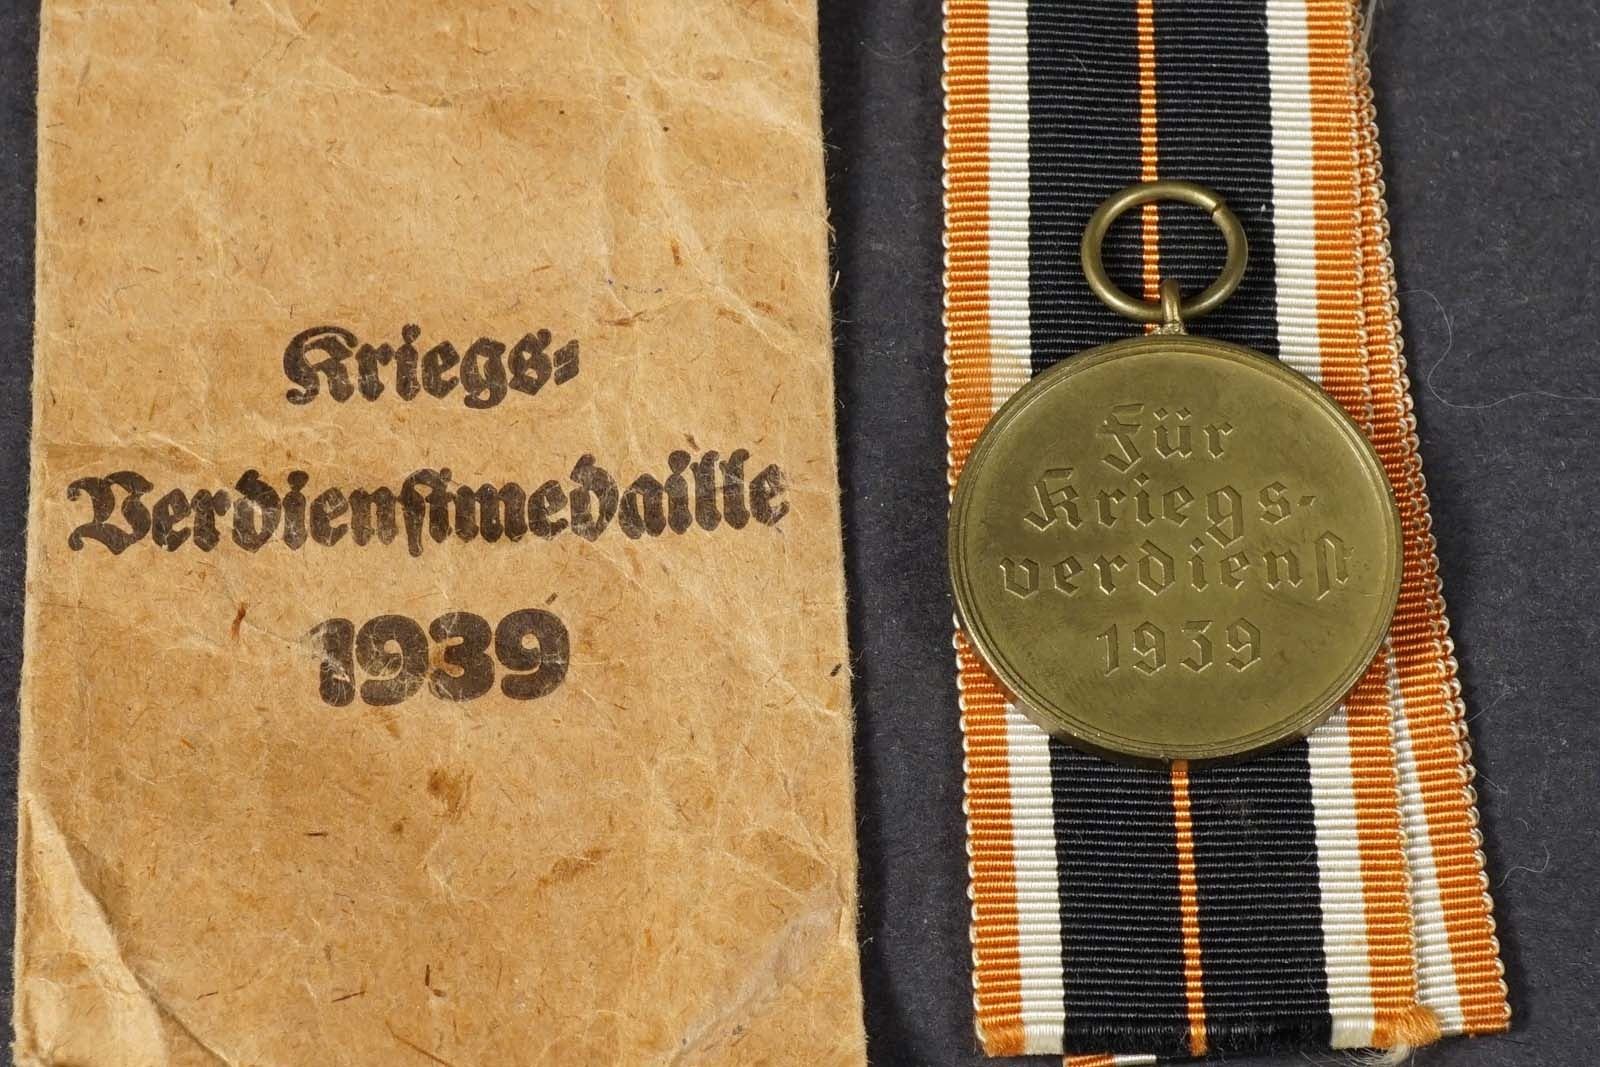 Kriegs-
Verdienstmedaille
1939
Für
Kriegs-
verdienst
1939